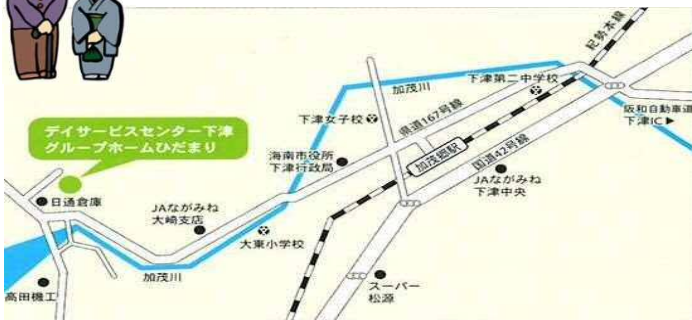 紀勢本線
加茂川
下津第二中学校
下津女子校
県道167号線
阪和自動車道
下津IC▶
デイサービスセンター下津
グループホームひだまり
海南市役所
下津行政局
加茂郷駅
国道42号線
JAながみね
下津中央
日通倉庫
JAながみね
大崎支店
大東小学校
加茂川
高田機工
スーパー
松源